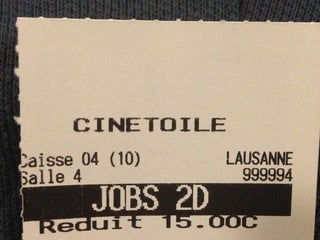 CINETOILE
Caisse 04 (10) LAUSANNE
Salle 4 999994
JOBS 2D
Reduit 15.00C